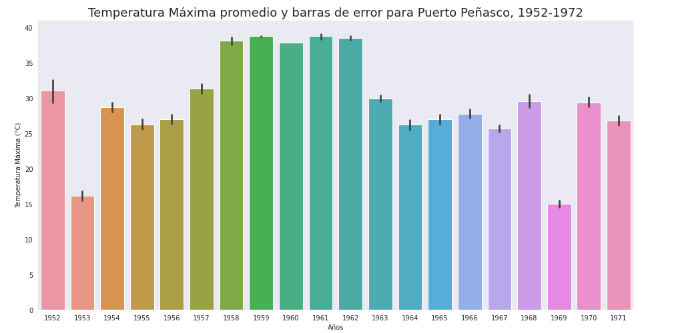 Temperatura Máxima promedio y barras de error para Puerto Peñasco, 1952-1972
40
35
30
25
20
15
10
5
0
Temperatura Máxima (°C)
1952 1953 1954 1955 1956 1957 1958 1959 1960 1961 1962 1963 1964 1965 1966 1967 1968 1969 1970 1971
Años